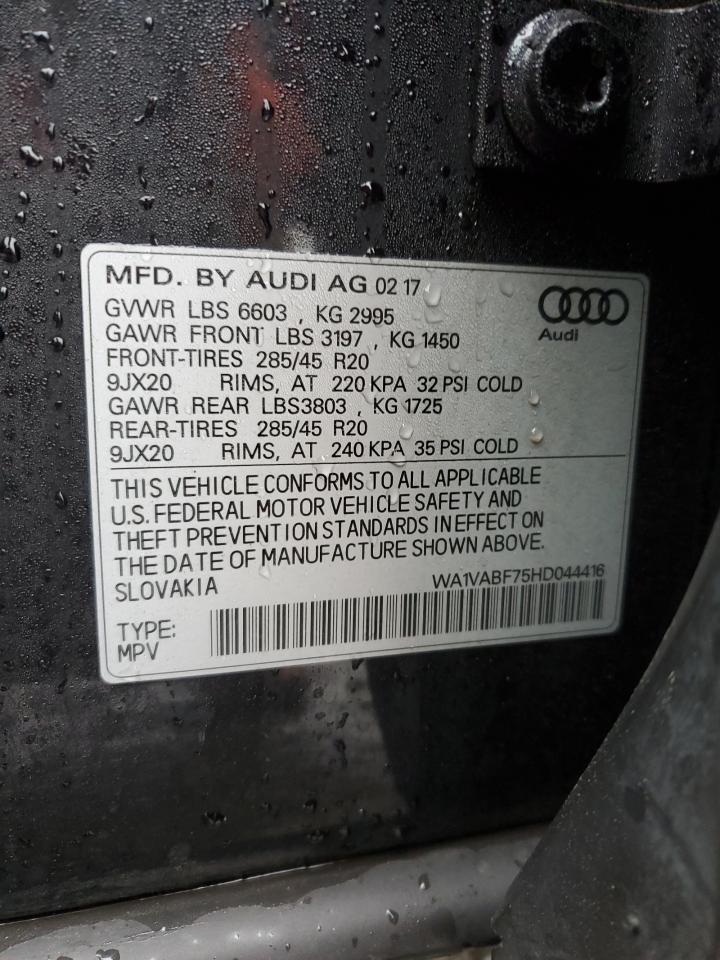 MFD. BY AUDI AG 02 17
GVWR LBS 6603 , KG 2995
GAWR FRONT LBS 3197 , KG 1450
FRONT-TIRES 285/45 R20
9JX20 RIMS, AT 220 KPA 32 PSI COLD
GAWR REAR LBS3803 , KG 1725
REAR-TIRES 285/45 R20
9JX20 RIMS, AT 240 KPA 35 PSI COLD
Audi
THIS VEHICLE CONFORMS TO ALL APPLICABLE
U.S. FEDERAL MOTOR VEHICLE SAFETY AND
THEFT PREVENTION STANDARDS IN EFFECT ON
THE DATE OF MANUFACTURE SHOWN ABOVE.
SLOVAKIA WA1VABF75HD044416
TYPE:
MPV